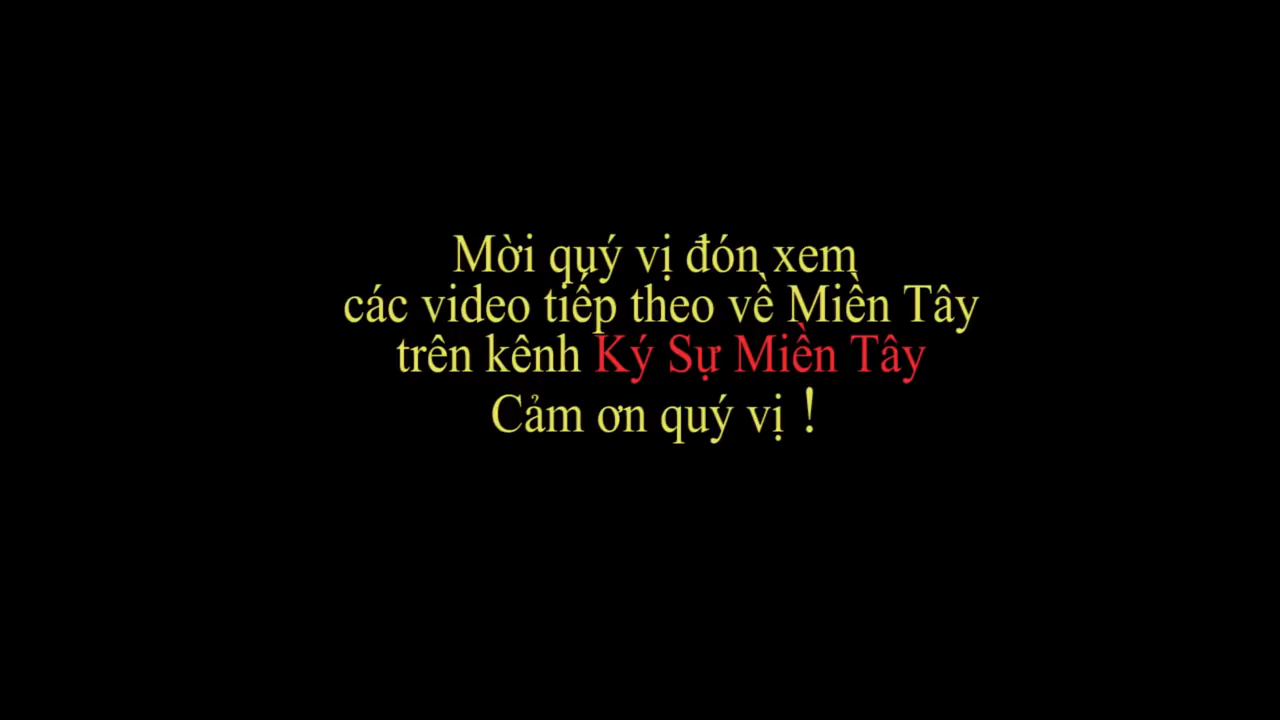 Mời quý vị đón xem
các video tiếp theo về Miền Tây
trên kênh Ký Sự Miền Tây
Cảm ơn quý vị !